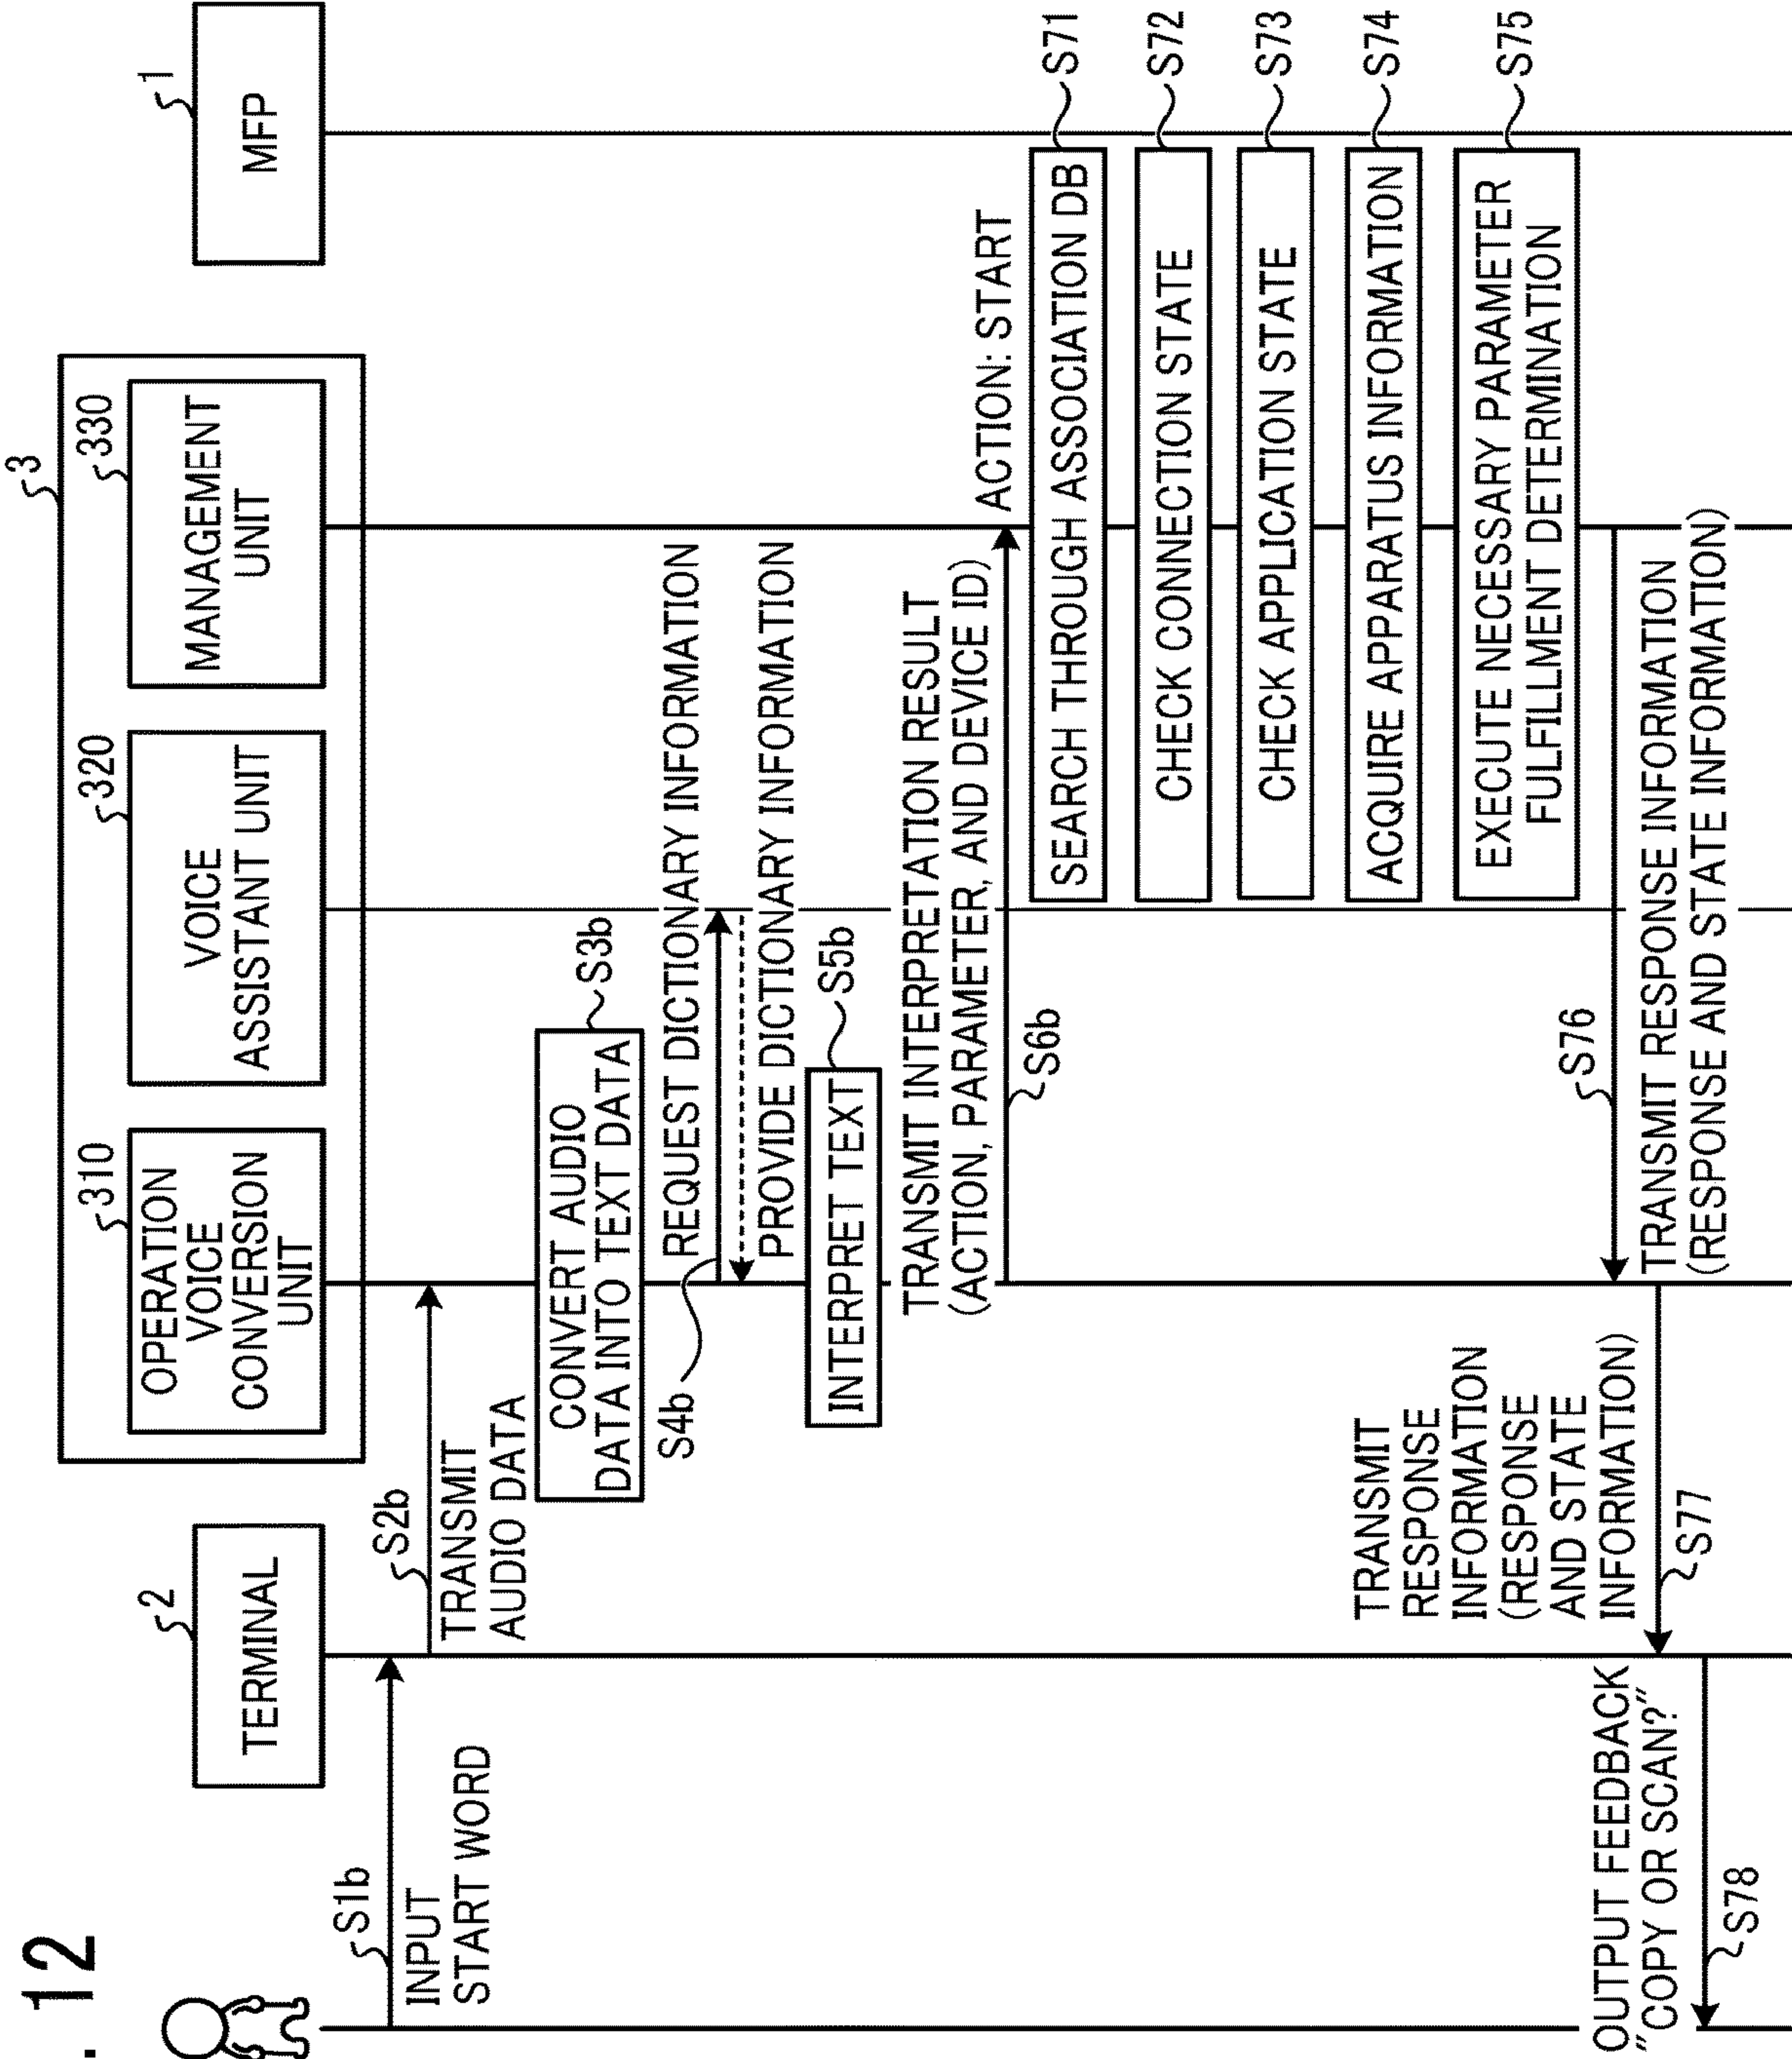 . 12
3
2
TERMINAL
310
OPERATION
VOICE
CONVERSION
UNIT
320
VOICE
ASSISTANT UNIT
330
MANAGEMENT
UNIT
1
MFP
S1b
INPUT
START WORD
S2b
TRANSMIT
AUDIO DATA
CONVERT AUDIO
DATA INTO TEXT DATA
S3b
REQUEST DICTIONARY INFORMATION
S4b
PROVIDE DICTIONARY INFORMATION
INTERPRET TEXT
S5b
TRANSMIT INTERPRETATION RESULT
(ACTION, PARAMETER, AND DEVICE ID)
S6b
ACTION: START
SEARCH THROUGH ASSOCIATION DB
S71
CHECK CONNECTION STATE
S72
CHECK APPLICATION STATE
S73
ACQUIRE APPARATUS INFORMATION
S74
EXECUTE NECESSARY PARAMETER
FULFILLMENT DETERMINATION
S75
S76
TRANSMIT RESPONSE INFORMATION
(RESPONSE AND STATE INFORMATION)
TRANSMIT
RESPONSE
INFORMATION
(RESPONSE
AND STATE
INFORMATION)
S77
OUTPUT FEEDBACK
"COPY OR SCAN?"
S78